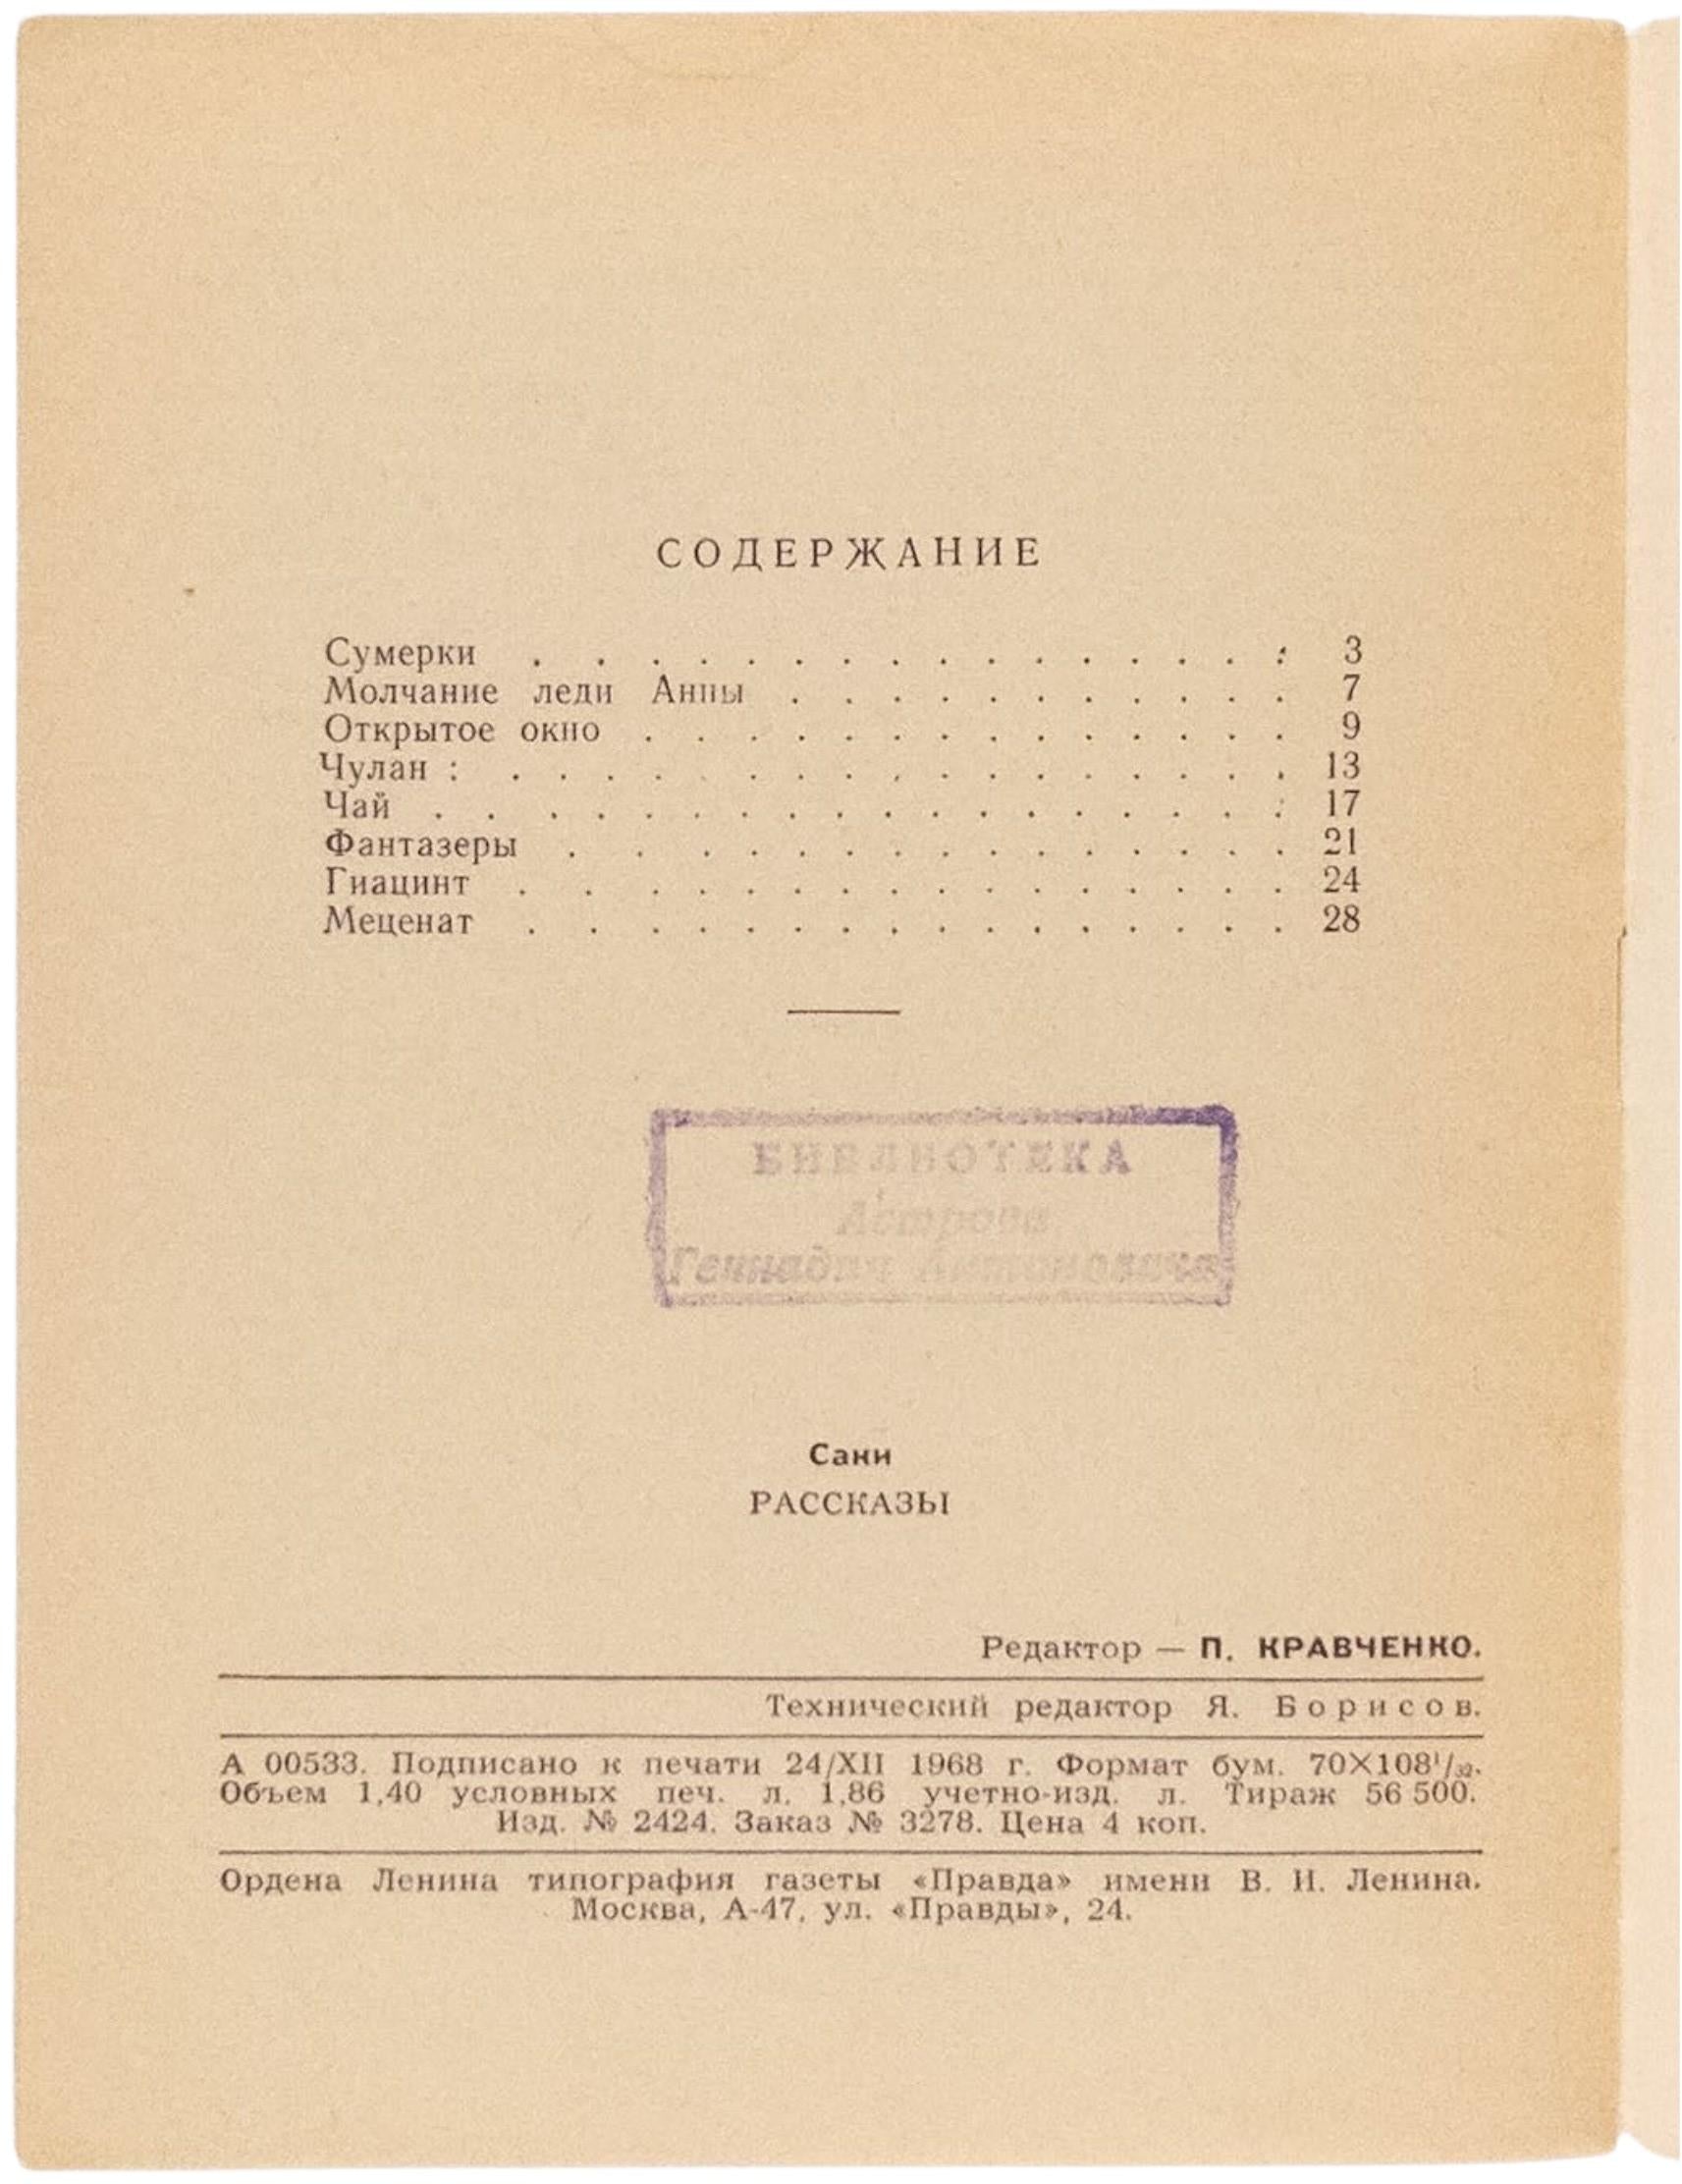 СОДЕРЖАНИЕ
Сумерки . . . . . . . . . . . . . . . : 3
Молчание леди Анны . . . . . . . . . . . 7
Открытое окно . . . . . . . . . . . . . . 9
Чулан : . . . . . . . . . . . . . . . . . 13
Чай . . . . . . . . . . . . . . . . . : 17
Фантазеры . . . . . . . . . . . . . . . 21
Гиацинт . . . . . . . . . . . . . . . . 24
Меценат . . . . . . . . . . . . . . . . 28
БИБЛИОТЕКА
Астрова
Геннадия Антоновича
Саки
РАССКАЗЫ
Редактор — П. КРАВЧЕНКО.
Технический редактор Я. Борисов.
А 00533. Подписано к печати 24/XII 1968 г. Формат бум. 70×108¹/₃₂.
Объем 1,40 условных печ. л. 1,86 учетно-изд. л. Тираж 56 500.
Изд. № 2424. Заказ № 3278. Цена 4 коп.
Ордена Ленина типография газеты «Правда» имени В. И. Ленина.
Москва, А-47, ул. «Правды», 24.